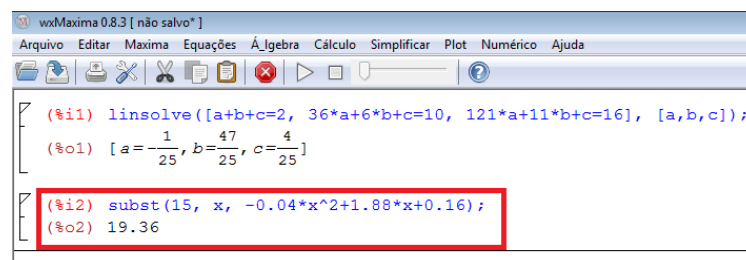 wxMaxima 0.8.3 [ não salvo* ]
Arquivo Editar Maxima Equações Á_lgebra Cálculo Simplificar Plot Numérico Ajuda
(%i1) linsolve([a+b+c=2, 36*a+6*b+c=10, 121*a+11*b+c=16], [a,b,c]);
(%o1) [a=-1/25, b=47/25, c=4/25]
(%i2) subst(15, x, -0.04*x^2+1.88*x+0.16);
(%o2) 19.36